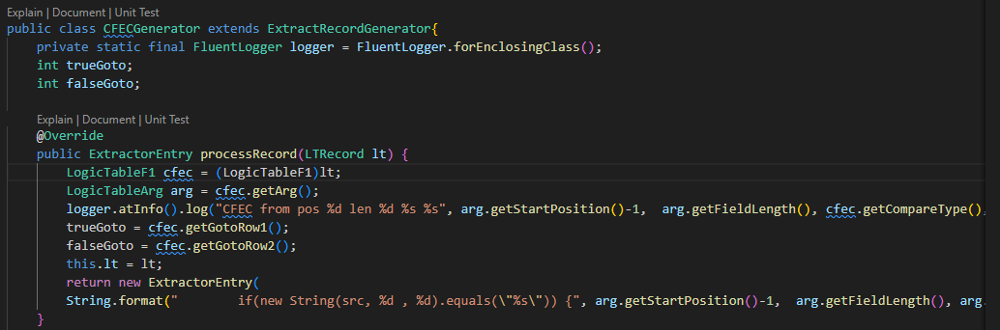 Explain | Document | Unit Test
public class CFECGenerator extends ExtractRecordGenerator{
    private static final FluentLogger logger = FluentLogger.forEnclosingClass();
    int trueGoto;
    int falseGoto;

    Explain | Document | Unit Test
    @Override
    public ExtractorEntry processRecord(LTRecord lt) {
        LogicTableF1 cfec = (LogicTableF1)lt;
        LogicTableArg arg = cfec.getArg();
        logger.atInfo().log("CFEC from pos %d len %d %s %s", arg.getStartPosition()-1,  arg.getFieldLength(), cfec.getCompareType(),
        trueGoto = cfec.getGotoRow1();
        falseGoto = cfec.getGotoRow2();
        this.lt = lt;
        return new ExtractorEntry(
        String.format("        if(new String(src, %d , %d).equals(\"%s\")) {", arg.getStartPosition()-1,  arg.getFieldLength(), arg.
    }